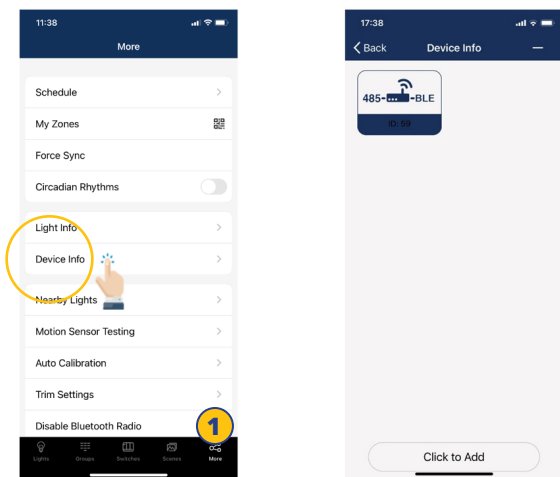 11:38
More
Schedule
My Zones
Force Sync
Circadian Rhythms
Light Info
Device Info
Nearby Lights
Motion Sensor Testing
Auto Calibration
Trim Settings
Disable Bluetooth Radio
1
Lights Groups Switches Scenes More
17:38
Back Device Info
485- -BLE
ID: 59
Click to Add